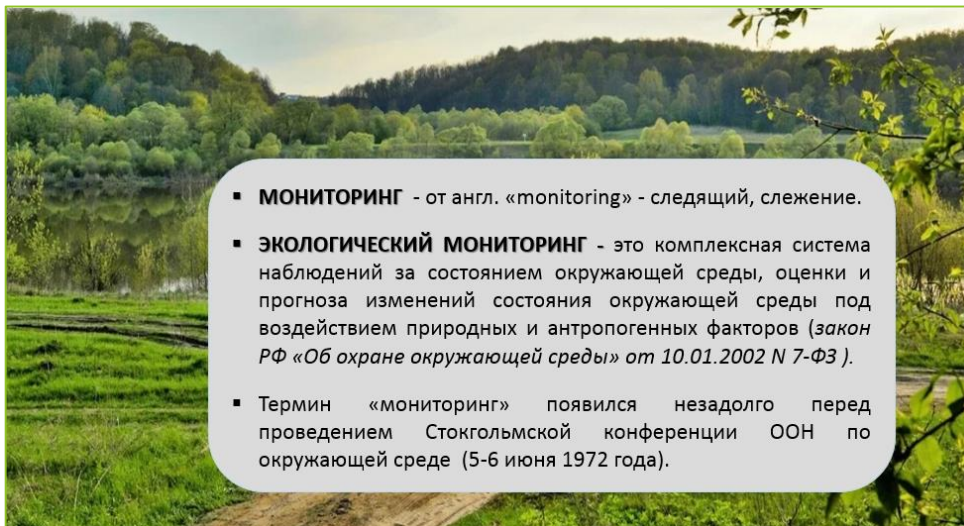 ▪ МОНИТОРИНГ - от англ. «monitoring» - следящий, слежение.
▪ ЭКОЛОГИЧЕСКИЙ МОНИТОРИНГ - это комплексная система
наблюдений за состоянием окружающей среды, оценки и
прогноза изменений состояния окружающей среды под
воздействием природных и антропогенных факторов (закон
РФ «Об охране окружающей среды» от 10.01.2002 N 7-ФЗ ).
▪ Термин «мониторинг» появился незадолго перед
проведением Стокгольмской конференции ООН по
окружающей среде (5-6 июня 1972 года).